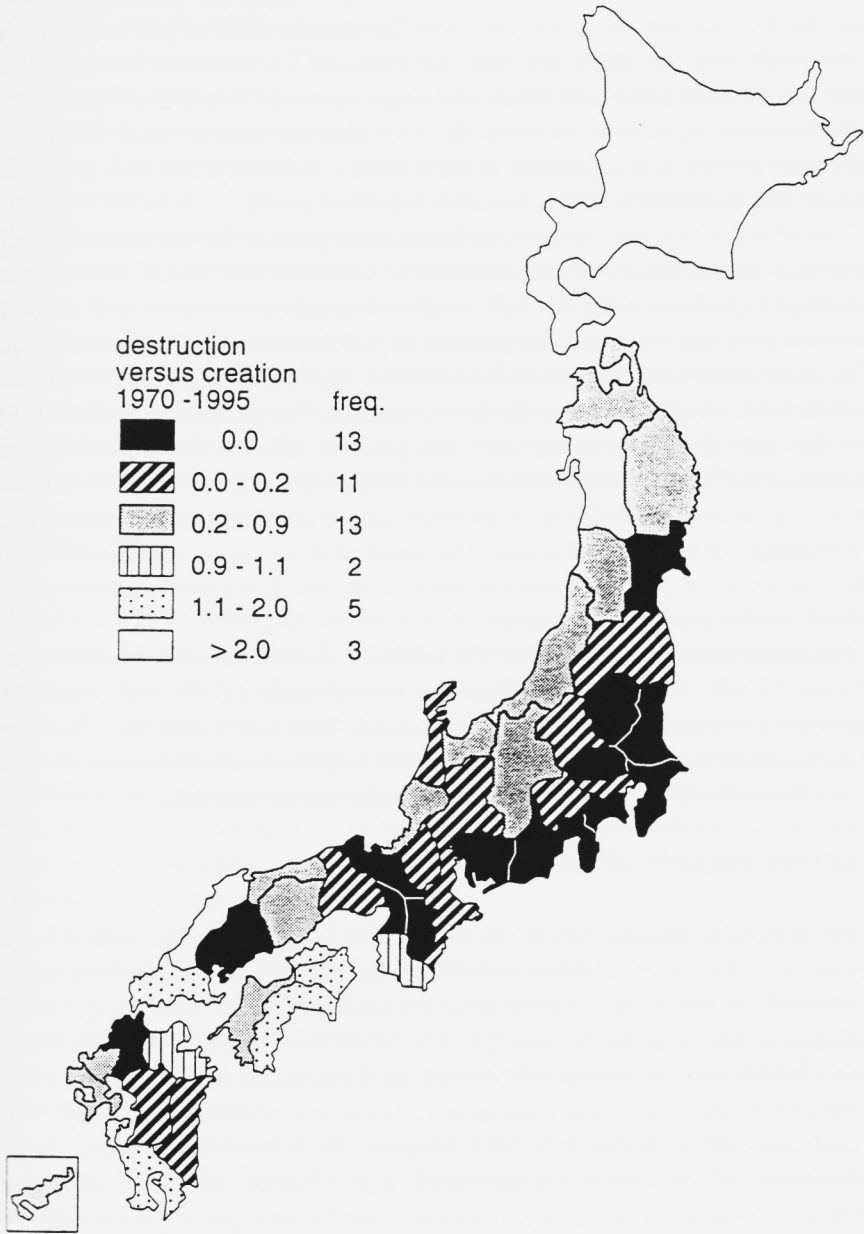 destruction
versus creation
1970 -1995 freq.
0.0 13
0.0 - 0.2 11
0.2 - 0.9 13
0.9 - 1.1 2
1.1 - 2.0 5
> 2.0 3